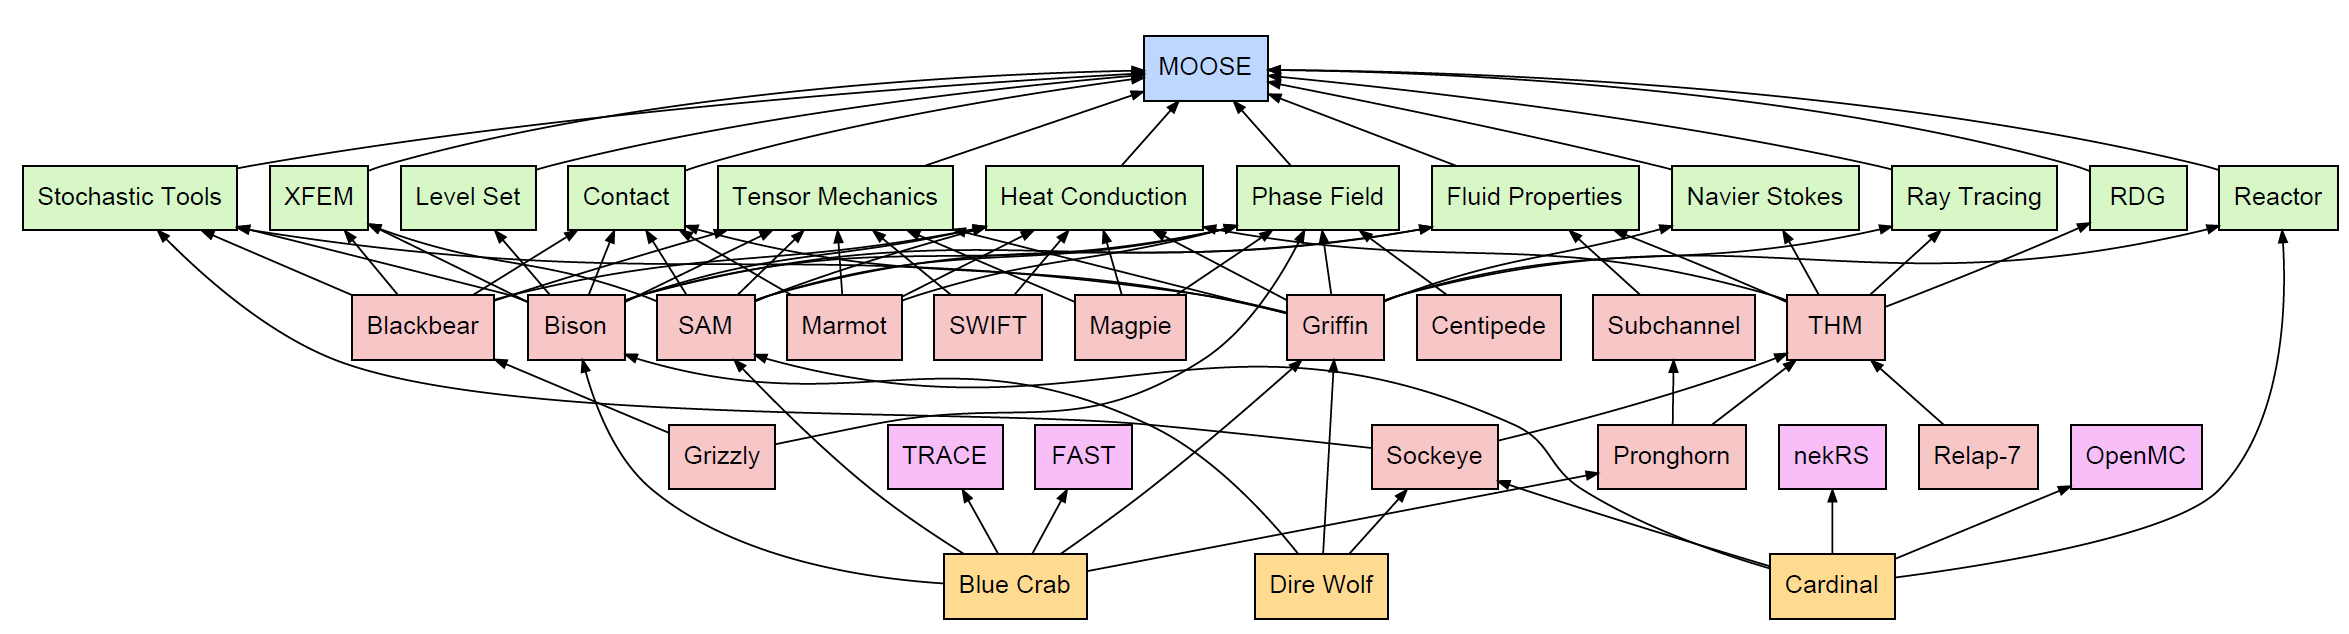 MOOSE
Stochastic Tools
XFEM
Level Set
Contact
Tensor Mechanics
Heat Conduction
Phase Field
Fluid Properties
Navier Stokes
Ray Tracing
RDG
Reactor
Blackbear
Bison
SAM
Marmot
SWIFT
Magpie
Griffin
Centipede
Subchannel
THM
Grizzly
TRACE
FAST
Sockeye
Pronghorn
nekRS
Relap-7
OpenMC
Blue Crab
Dire Wolf
Cardinal